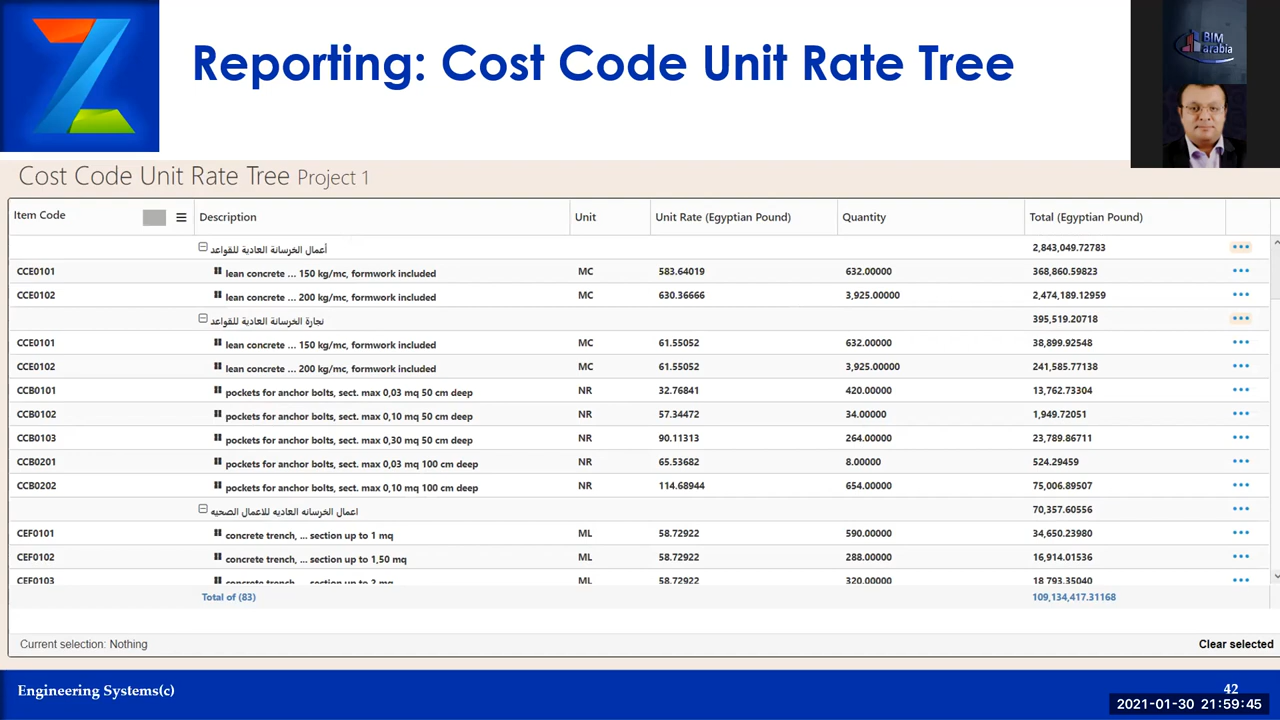 Reporting: Cost Code Unit Rate Tree
BIM
arabia
Cost Code Unit Rate Tree Project 1
Item Code Description Unit Unit Rate (Egyptian Pound) Quantity Total (Egyptian Pound)
أعمال الخرسانة العادية للقواعد 2,843,049.72783
CCE0101 lean concrete ... 150 kg/mc, formwork included MC 583.64019 632.00000 368,860.59823
CCE0102 lean concrete ... 200 kg/mc, formwork included MC 630.36666 3,925.00000 2,474,189.12959
نجارة الخرسانة العادية للقواعد 395,519.20718
CCE0101 lean concrete ... 150 kg/mc, formwork included MC 61.55052 632.00000 38,899.92548
CCE0102 lean concrete ... 200 kg/mc, formwork included MC 61.55052 3,925.00000 241,585.77138
CCB0101 pockets for anchor bolts, sect. max 0,03 mq 50 cm deep NR 32.76841 420.00000 13,762.73304
CCB0102 pockets for anchor bolts, sect. max 0,10 mq 50 cm deep NR 57.34472 34.00000 1,949.72051
CCB0103 pockets for anchor bolts, sect. max 0,30 mq 50 cm deep NR 90.11313 264.00000 23,789.86711
CCB0201 pockets for anchor bolts, sect. max 0,03 mq 100 cm deep NR 65.53682 8.00000 524.29459
CCB0202 pockets for anchor bolts, sect. max 0,10 mq 100 cm deep NR 114.68944 654.00000 75,006.89507
اعمال الخرسانه العاديه للاعمال الصحيه 70,357.60556
CEF0101 concrete trench, ... section up to 1 mq ML 58.72922 590.00000 34,650.23980
CEF0102 concrete trench, ... section up to 1,50 mq ML 58.72922 288.00000 16,914.01536
CEF0103 concrete trench, ... section up to 2 mq ML 58.72922 320.00000 18,793.35040
Total of (83) 109,134,417.31168
Current selection: Nothing Clear selected
Engineering Systems(c) 42
2021-01-30 21:59:45